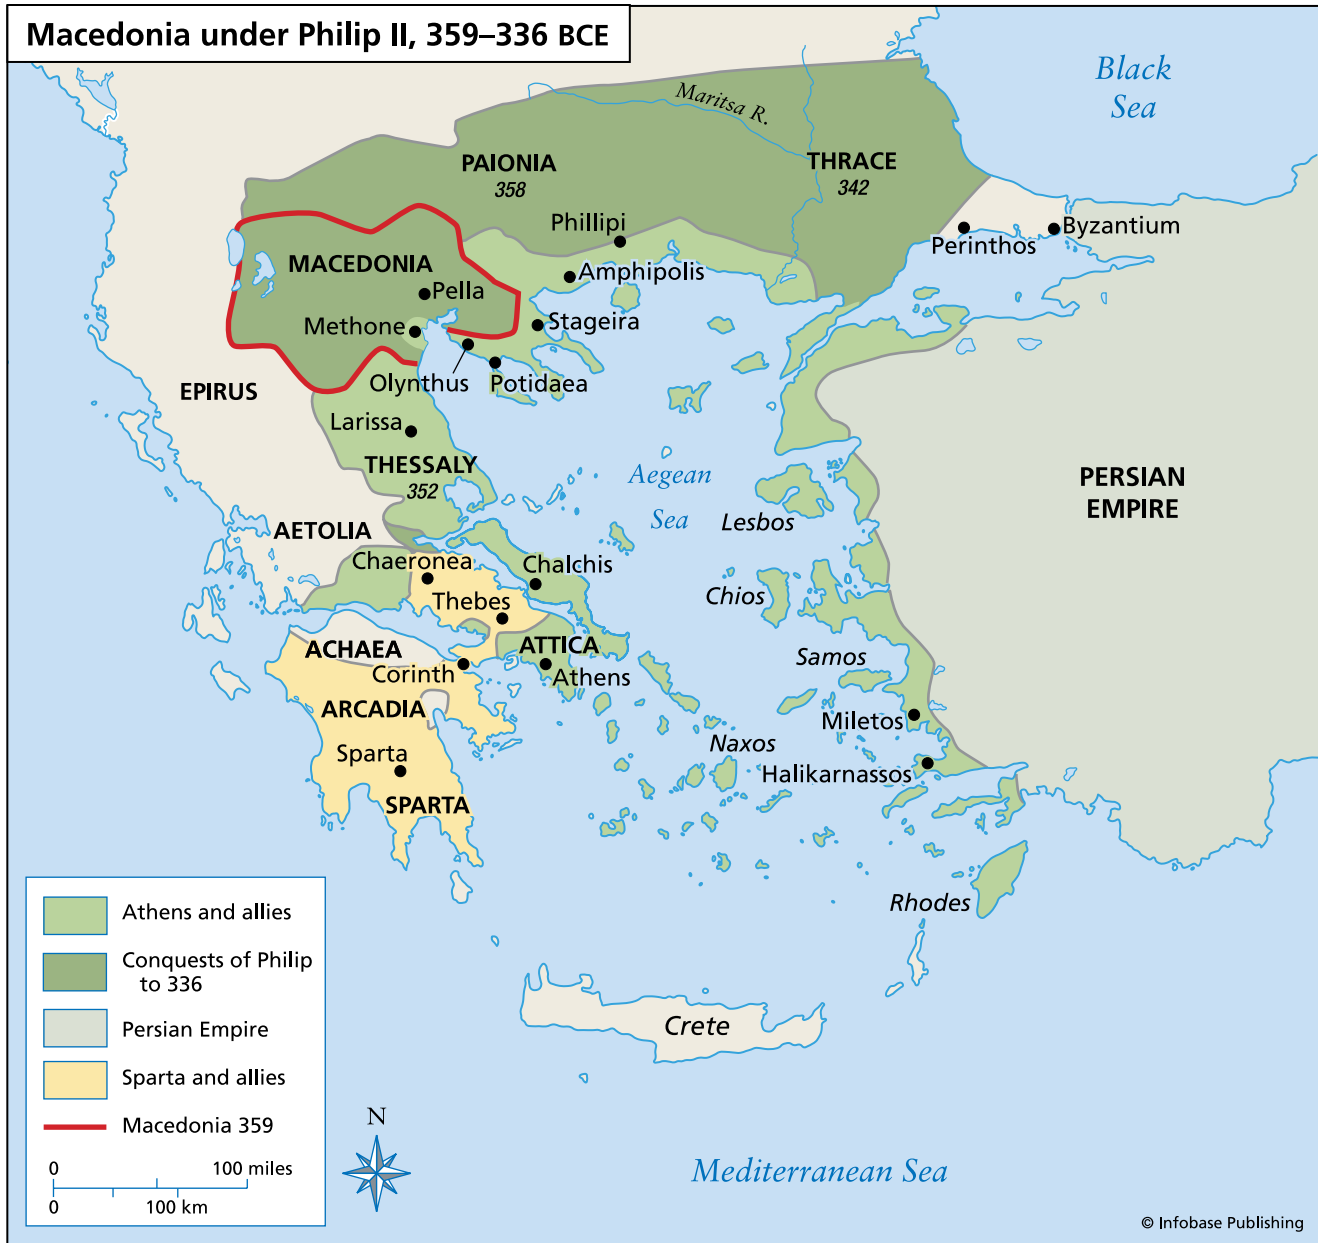 Macedonia under Philip II, 359–336 BCE
Black
Sea
Maritsa R.
PAIONIA
358
THRACE
342
Phillipi
Byzantium
Perinthos
MACEDONIA
Amphipolis
Pella
Methone
Stageira
Olynthus
Potidaea
EPIRUS
Larissa
THESSALY
352
Aegean
Sea
PERSIAN
EMPIRE
Lesbos
AETOLIA
Chaeronea
Chalchis
Thebes
Chios
ACHAEA
ATTICA
Corinth
Athens
Samos
ARCADIA
Miletos
Naxos
Sparta
Halikarnassos
SPARTA
Rhodes
Crete
Athens and allies
Conquests of Philip
to 336
Persian Empire
Sparta and allies
Macedonia 359
0 100 miles
0 100 km
N
Mediterranean Sea
© Infobase Publishing